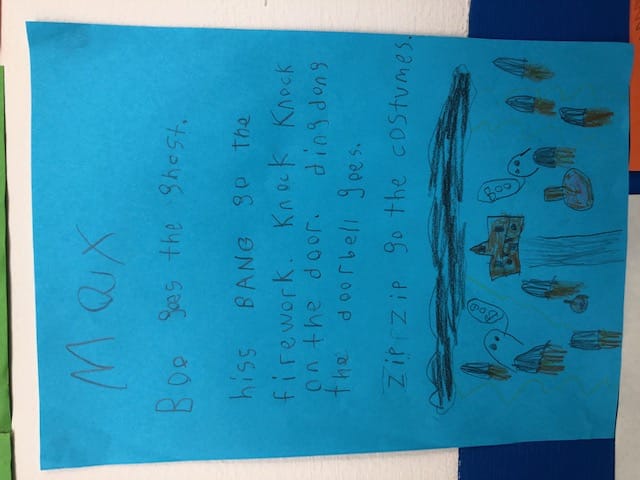 Max
Boo goes the ghost.
hiss BANG go the
firework. Knock Knock
on the door. dingdong
the doorbell goes.
Zip zip go the costumes.
Boo
Boo